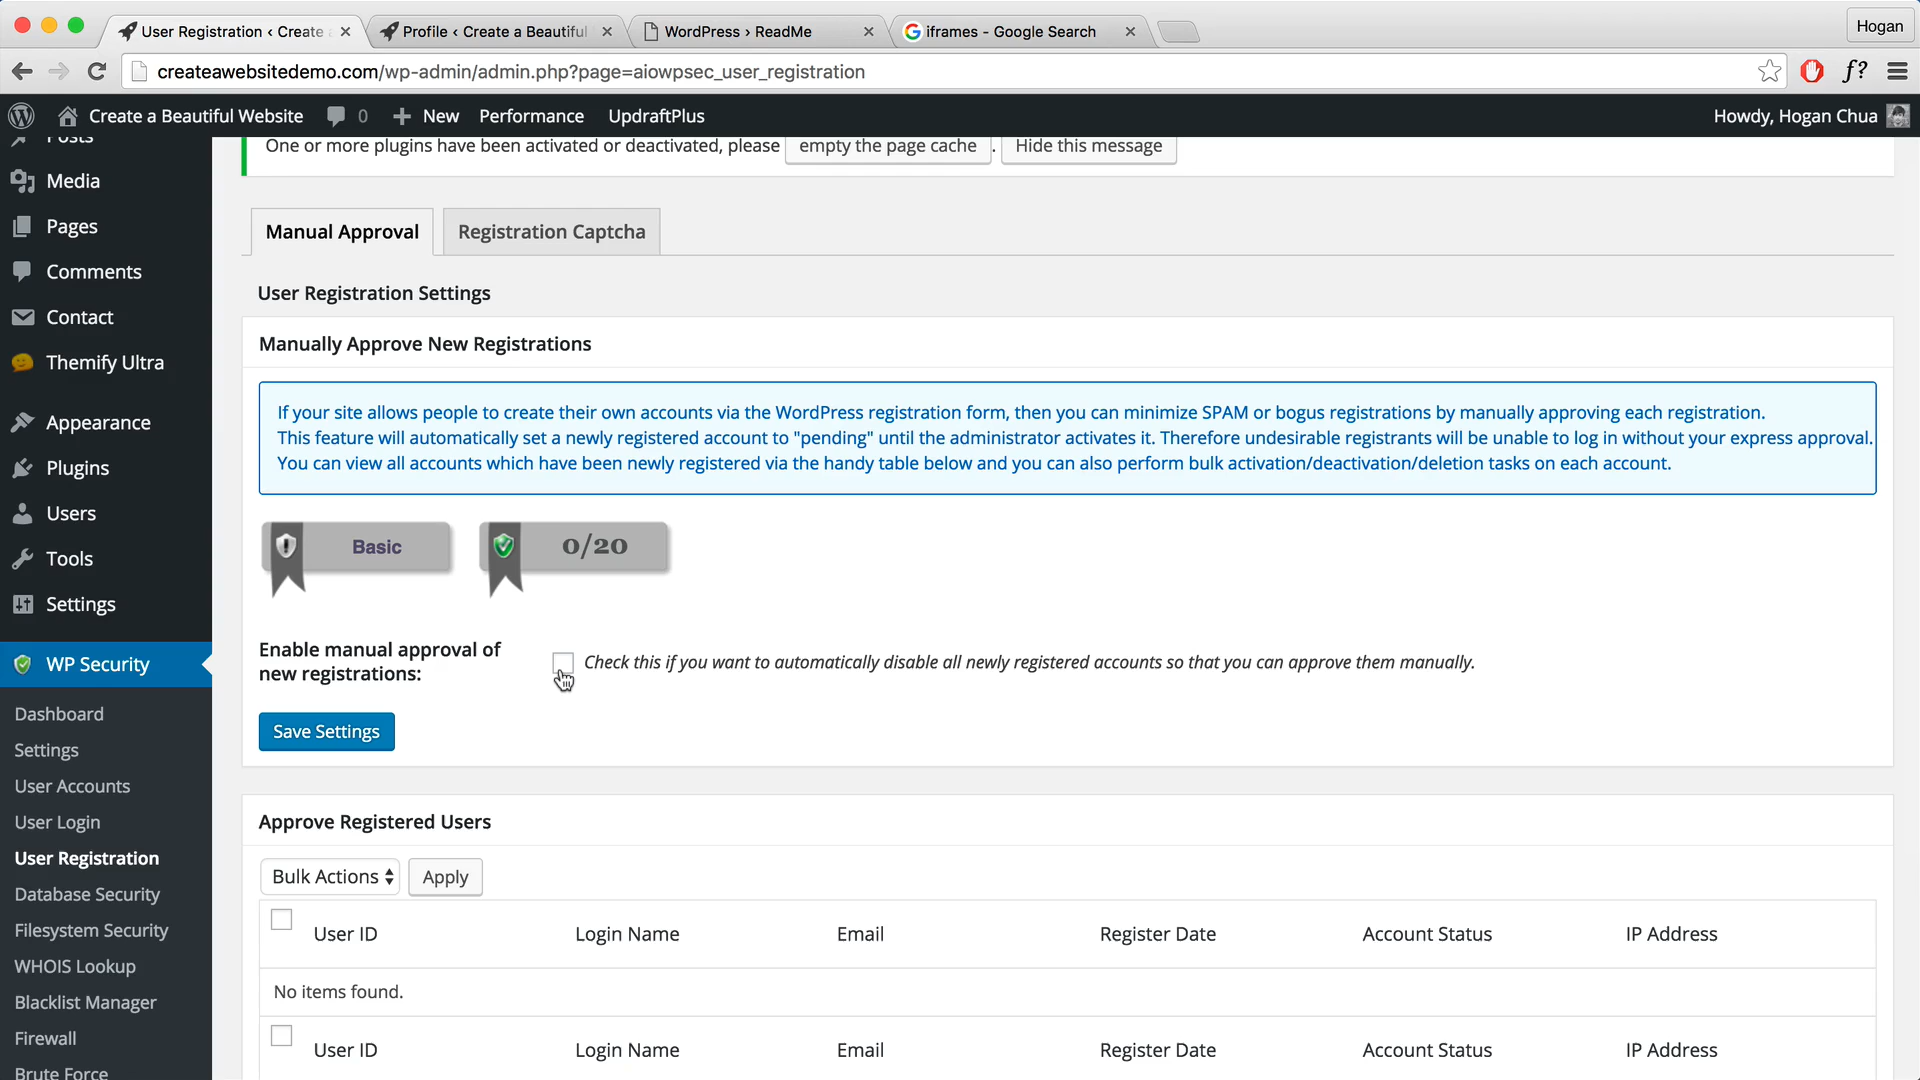 User Registration ‹ Create
Profile ‹ Create a Beautiful
WordPress › ReadMe
iframes - Google Search
Hogan
createawebsitedemo.com/wp-admin/admin.php?page=aiowpsec_user_registration
f?
Create a Beautiful Website
0
New
Performance
UpdraftPlus
Howdy, Hogan Chua
Posts
Media
Pages
Comments
Contact
Themify Ultra
Appearance
Plugins
Users
Tools
Settings
WP Security
Dashboard
Settings
User Accounts
User Login
User Registration
Database Security
Filesystem Security
WHOIS Lookup
Blacklist Manager
Firewall
Brute Force
One or more plugins have been activated or deactivated, please empty the page cache . Hide this message
Manual Approval
Registration Captcha
User Registration Settings
Manually Approve New Registrations
If your site allows people to create their own accounts via the WordPress registration form, then you can minimize SPAM or bogus registrations by manually approving each registration.
This feature will automatically set a newly registered account to "pending" until the administrator activates it. Therefore undesirable registrants will be unable to log in without your express approval.
You can view all accounts which have been newly registered via the handy table below and you can also perform bulk activation/deactivation/deletion tasks on each account.
Basic
0/20
Enable manual approval of
new registrations:
Check this if you want to automatically disable all newly registered accounts so that you can approve them manually.
Save Settings
Approve Registered Users
Bulk Actions
Apply
User ID Login Name Email Register Date Account Status IP Address
No items found.
User ID Login Name Email Register Date Account Status IP Address